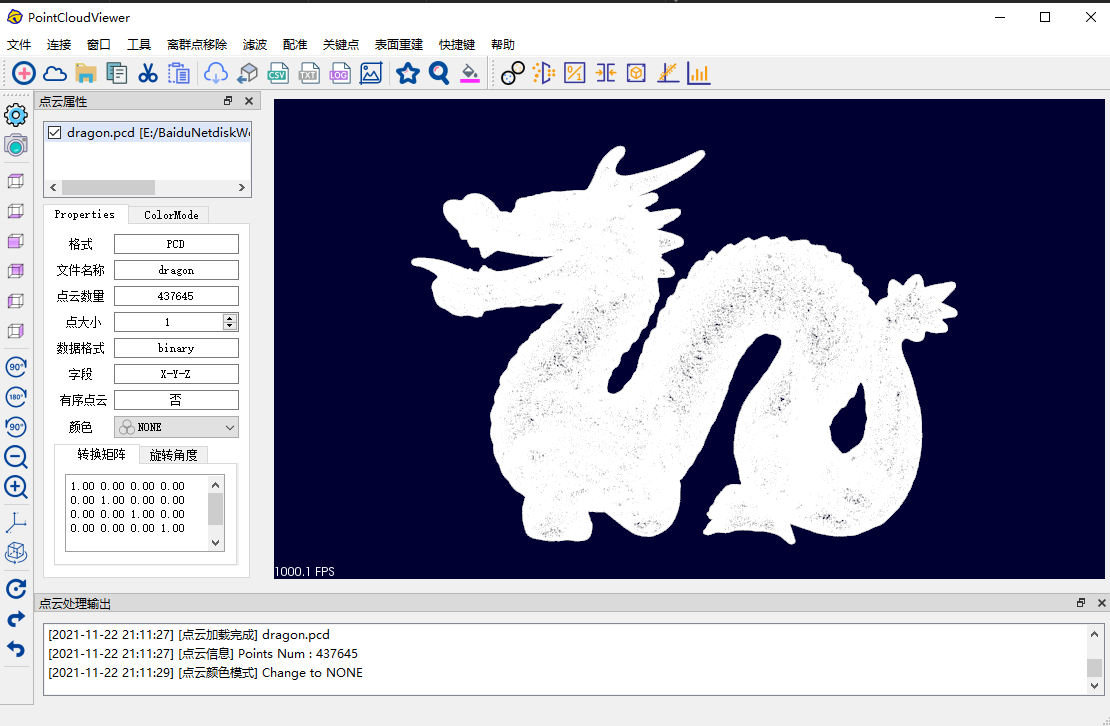 PointCloudViewer
文件 连接 窗口 工具 离群点移除 滤波 配准 关键点 表面重建 快捷键 帮助
CSV TXT LOG 0/1
点云属性
dragon.pcd [E:/BaiduNetdiskWo
Properties ColorMode
格式 PCD
文件名称 dragon
点云数量 437645
点大小 1
数据格式 binary
字段 X-Y-Z
有序点云 否
颜色 NONE
转换矩阵 旋转角度
1.00 0.00 0.00 0.00
0.00 1.00 0.00 0.00
0.00 0.00 1.00 0.00
0.00 0.00 0.00 1.00
90°
180°
90°
1000.1 FPS
点云处理输出
[2021-11-22 21:11:27] [点云加载完成] dragon.pcd
[2021-11-22 21:11:27] [点云信息] Points Num : 437645
[2021-11-22 21:11:29] [点云颜色模式] Change to NONE